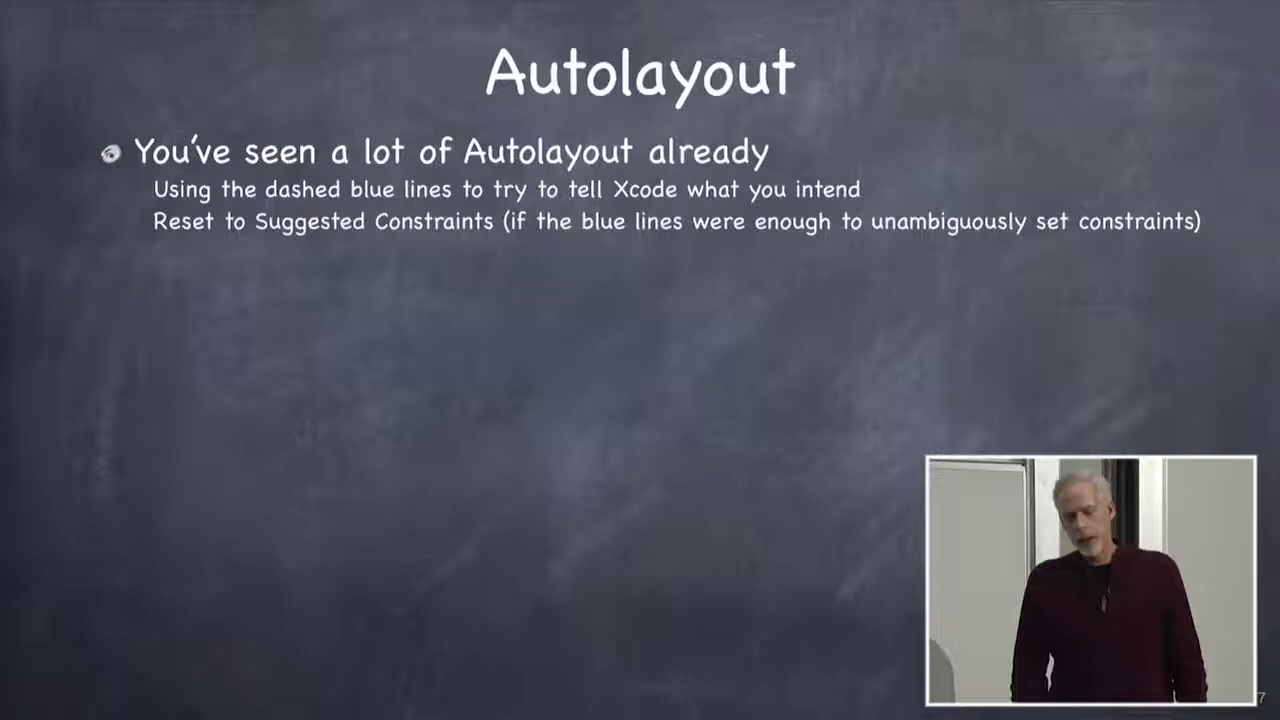 Autolayout
You've seen a lot of Autolayout already
Using the dashed blue lines to try to tell Xcode what you intend
Reset to Suggested Constraints (if the blue lines were enough to unambiguously set constraints)
7